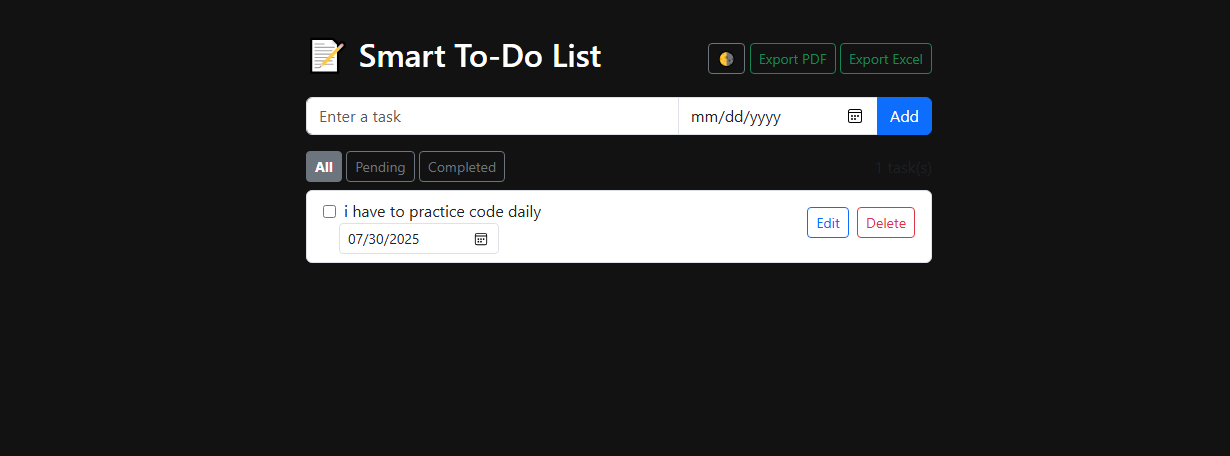 Smart To-Do List
Export PDF
Export Excel
Enter a task
mm/dd/yyyy
Add
All
Pending
Completed
1 task(s)
i have to practice code daily
07/30/2025
Edit
Delete